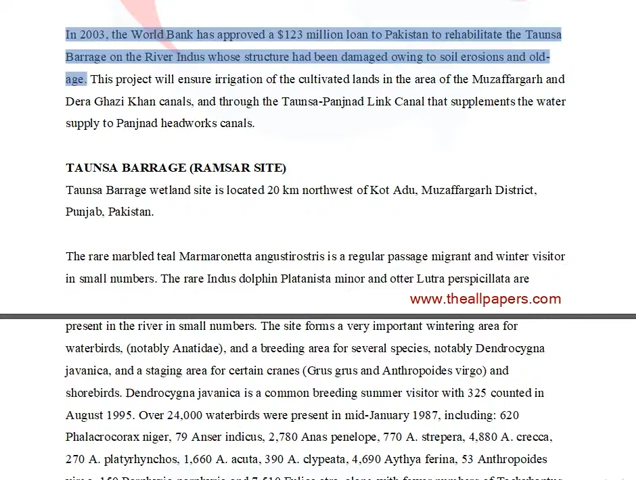 In 2003, the World Bank has approved a $123 million loan to Pakistan to rehabilitate the Taunsa
Barrage on the River Indus whose structure had been damaged owing to soil erosions and old-
age. This project will ensure irrigation of the cultivated lands in the area of the Muzaffargarh and
Dera Ghazi Khan canals, and through the Taunsa-Panjnad Link Canal that supplements the water
supply to Panjnad headworks canals.
TAUNSA BARRAGE (RAMSAR SITE)
Taunsa Barrage wetland site is located 20 km northwest of Kot Adu, Muzaffargarh District,
Punjab, Pakistan.
The rare marbled teal Marmaronetta angustirostris is a regular passage migrant and winter visitor
in small numbers. The rare Indus dolphin Platanista minor and otter Lutra perspicillata are
www.theallpapers.com
present in the river in small numbers. The site forms a very important wintering area for
waterbirds, (notably Anatidae), and a breeding area for several species, notably Dendrocygna
javanica, and a staging area for certain cranes (Grus grus and Anthropoides virgo) and
shorebirds. Dendrocygna javanica is a common breeding summer visitor with 325 counted in
August 1995. Over 24,000 waterbirds were present in mid-January 1987, including: 620
Phalacrocorax niger, 79 Anser indicus, 2,780 Anas penelope, 770 A. strepera, 4,880 A. crecca,
270 A. platyrhynchos, 1,660 A. acuta, 390 A. clypeata, 4,690 Aythya ferina, 53 Anthropoides